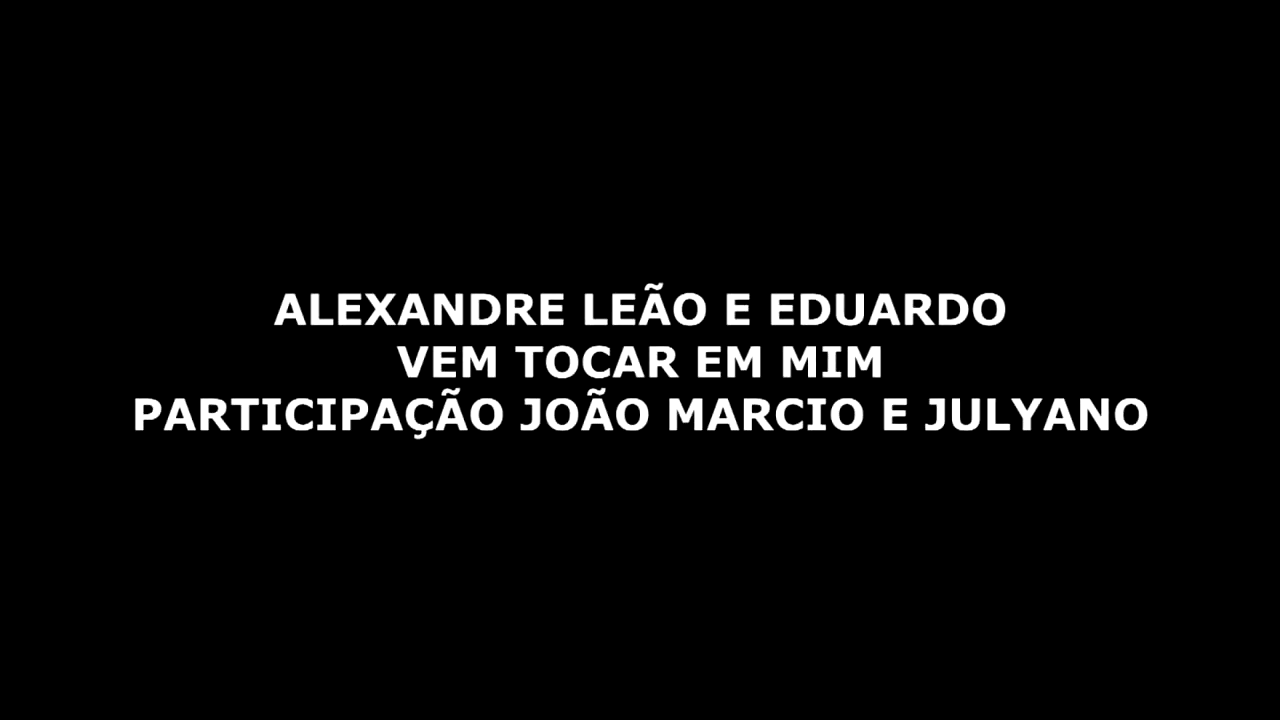 ALEXANDRE LEÃO E EDUARDO
VEM TOCAR EM MIM
PARTICIPAÇÃO JOÃO MARCIO E JULYANO